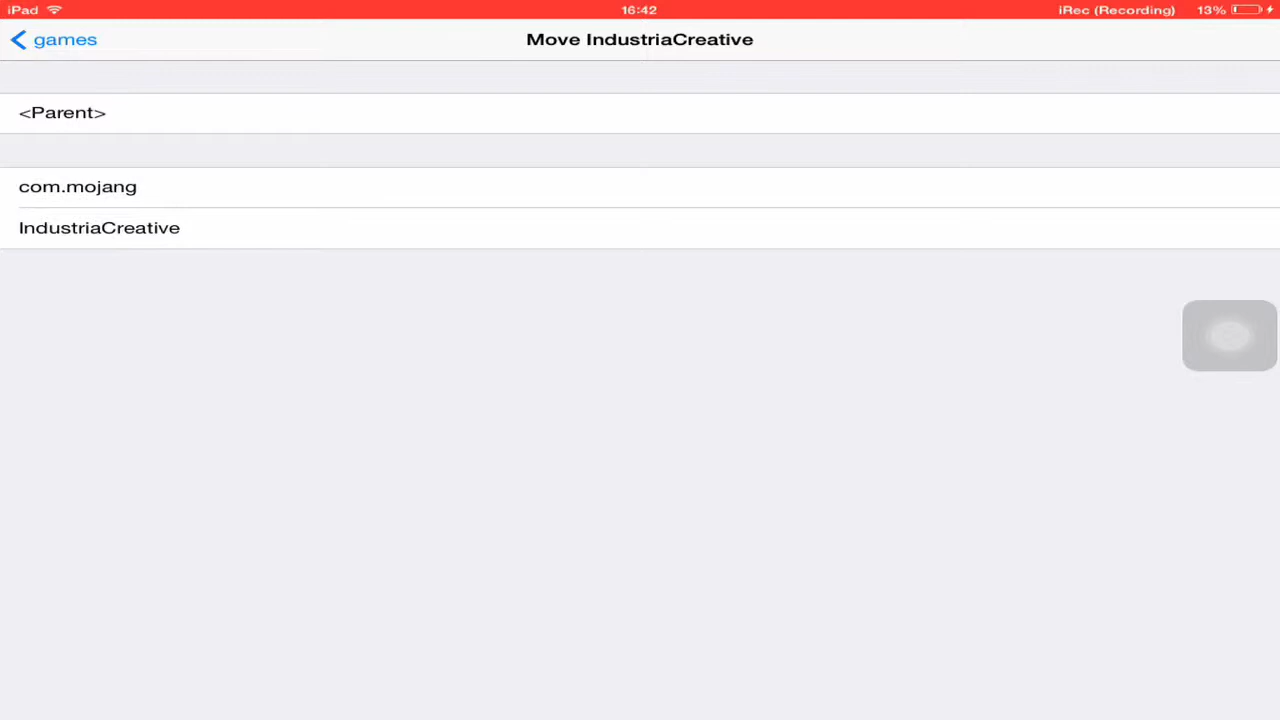 iPad 16:42 iRec (Recording) 13%
games Move IndustriaCreative
<Parent>
com.mojang
IndustriaCreative